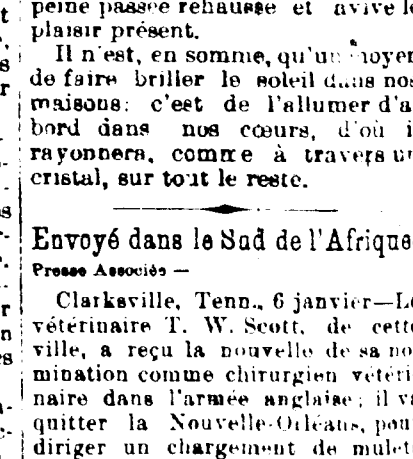 peine passée rehausse et avive le
plaisir présent.
Il n'est, en somme, qu'un moyen
de faire briller le soleil dans nos
maisons: c'est de l'allumer d'a
bord dans nos cœurs, d'où i
rayonnera, comme à travers un
cristal, sur tout le reste.
Envoyé dans le Sud de l'Afrique
Presse Associée —
Clarksville, Tenn., 6 janvier—Le
vétérinaire T. W. Scott, de cette
ville, a reçu la nouvelle de sa no
mination comme chirurgien vétéri
naire dans l'armée anglaise; il va
quitter la Nouvelle-Orléans, pour
diriger un chargement de mulets